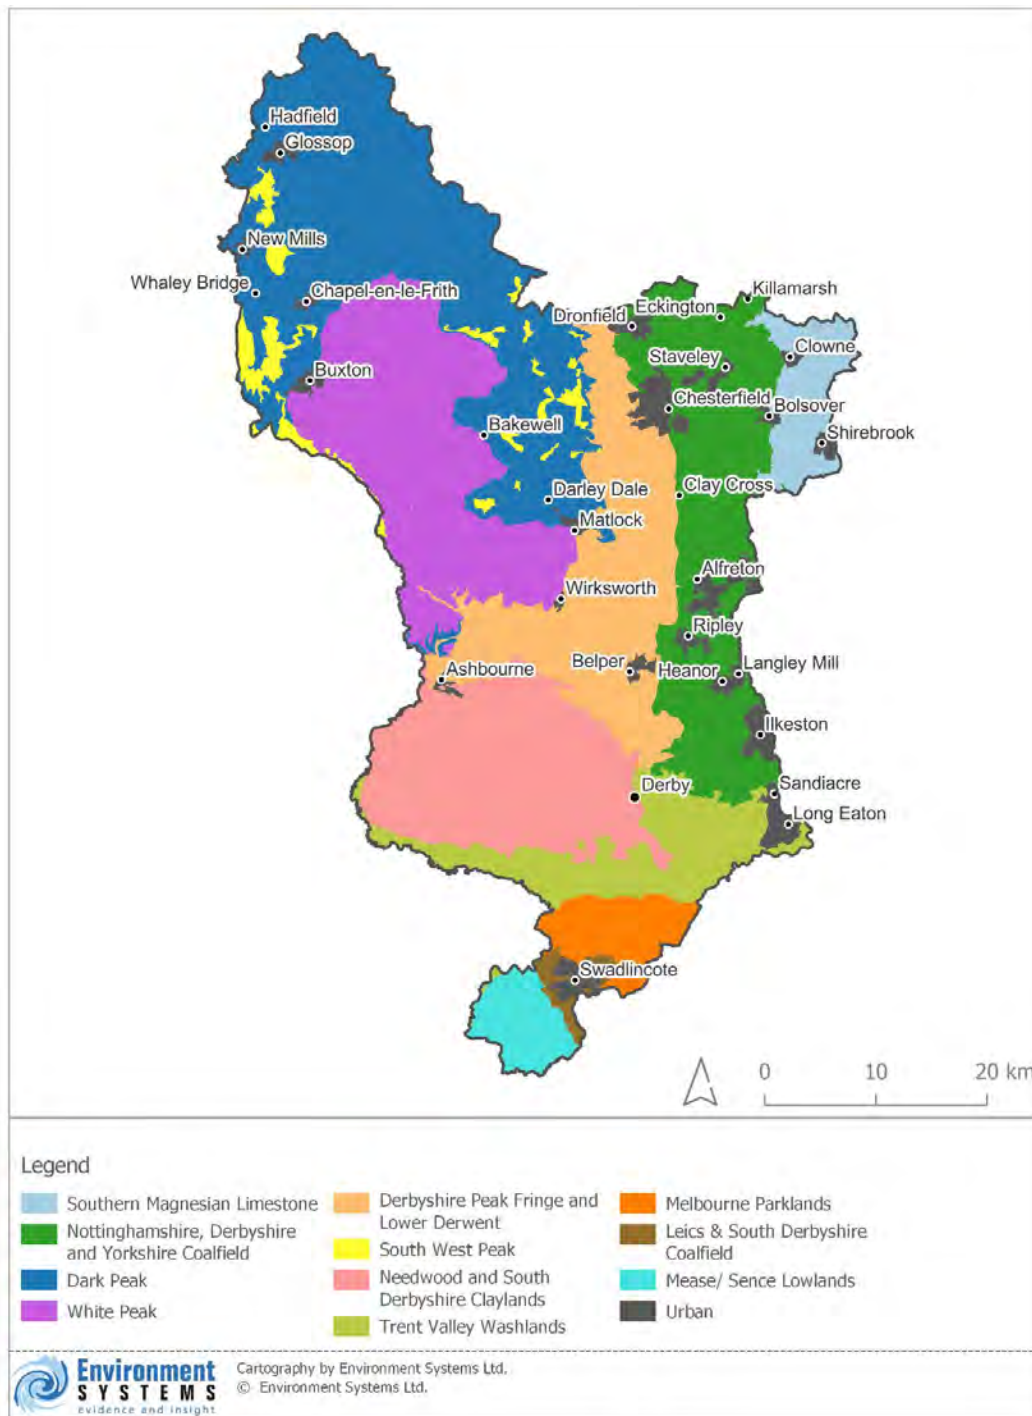 Hadfield
Glossop
New Mills
Whaley Bridge
Chapel-en-le-Frith
Killamarsh
Eckington
Dronfield
Clowne
Staveley
Buxton
Chesterfield
Bolsover
Bakewell
Shirebrook
Darley Dale
Clay Cross
Matlock
Alfreton
Wirksworth
Ripley
Belper
Langley Mill
Ashbourne
Heanor
Ilkeston
Derby
Sandiacre
Long Eaton
Swadlincote
0 10 20 km
Legend
Southern Magnesian Limestone
Nottinghamshire, Derbyshire
and Yorkshire Coalfield
Dark Peak
White Peak
Derbyshire Peak Fringe and
Lower Derwent
South West Peak
Needwood and South
Derbyshire Claylands
Trent Valley Washlands
Melbourne Parklands
Leics & South Derbyshire
Coalfield
Mease/ Sence Lowlands
Urban
Environment
SYSTEMS
evidence and insight
Cartography by Environment Systems Ltd.
© Environment Systems Ltd.